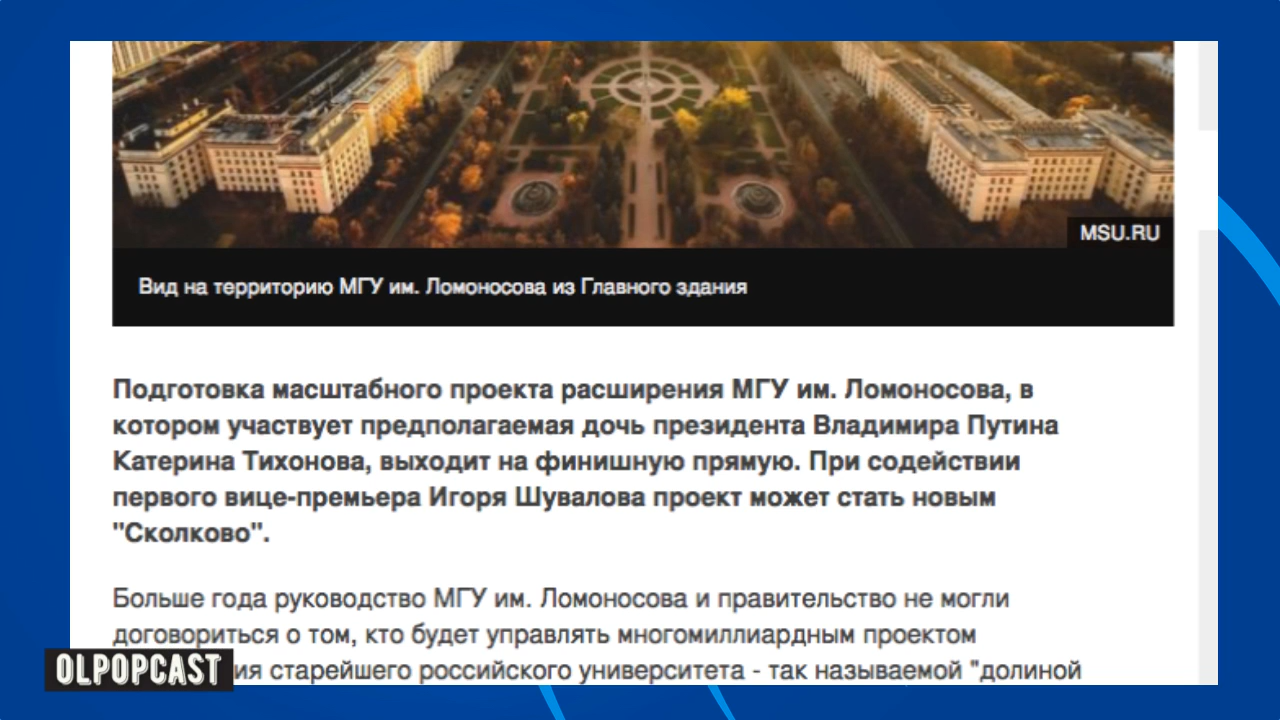 MSU.RU
Вид на территорию МГУ им. Ломоносова из Главного здания
Подготовка масштабного проекта расширения МГУ им. Ломоносова, в
котором участвует предполагаемая дочь президента Владимира Путина
Катерина Тихонова, выходит на финишную прямую. При содействии
первого вице-премьера Игоря Шувалова проект может стать новым
"Сколково".
Больше года руководство МГУ им. Ломоносова и правительство не могли
договориться о том, кто будет управлять многомиллиардным проектом
старейшего российского университета - так называемой "долиной
OLPOPCAST